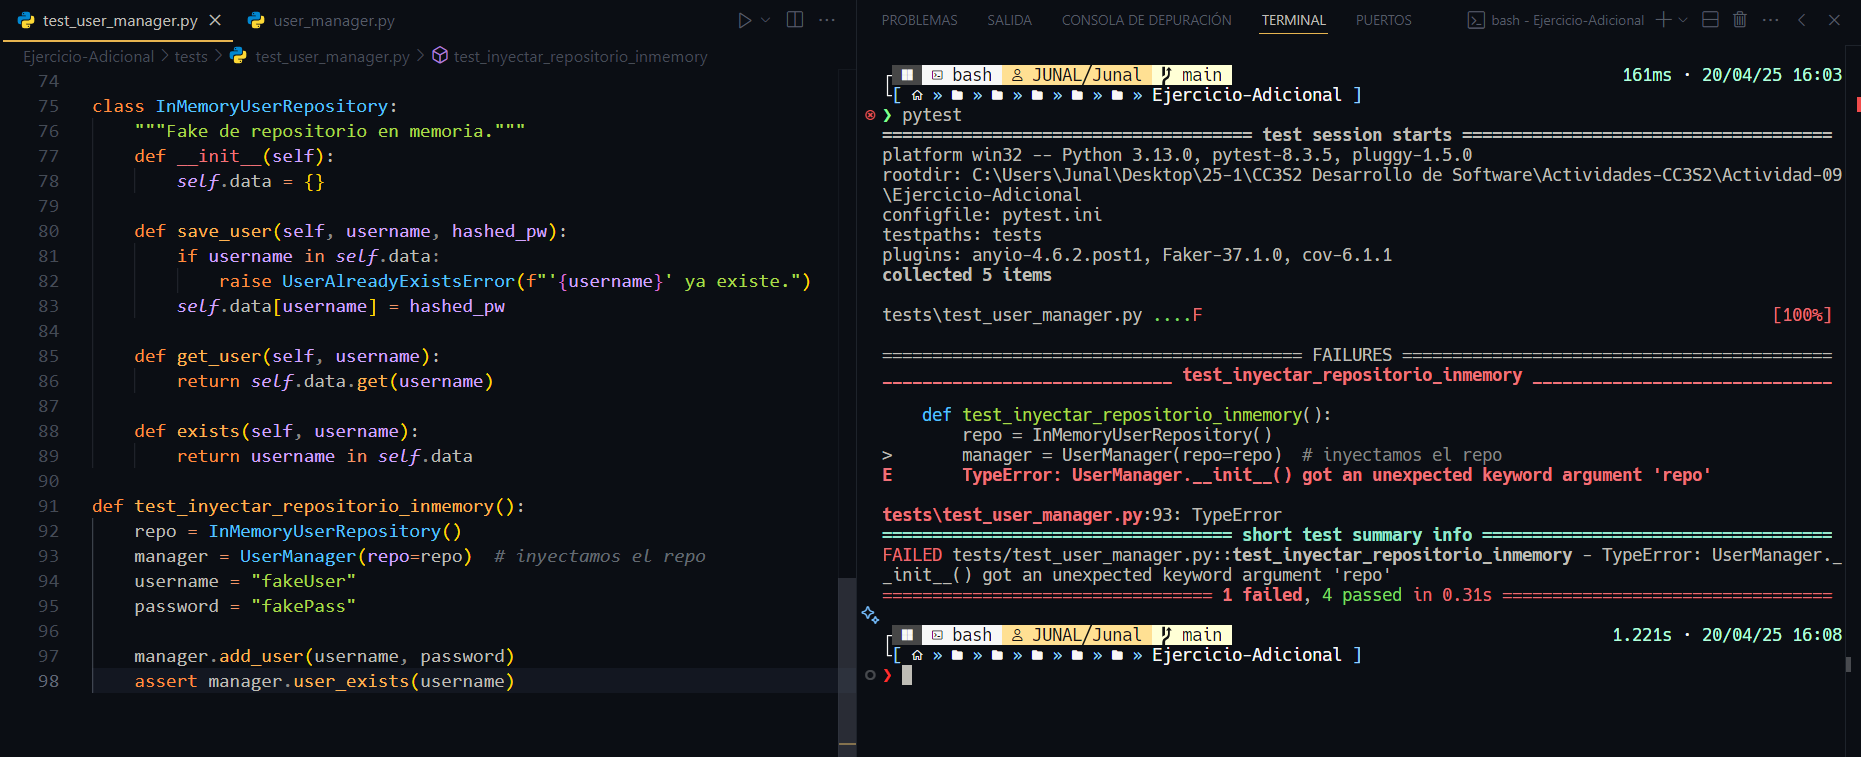 test_user_manager.py
user_manager.py
Ejercicio-Adicional > tests > test_user_manager.py > test_inyectar_repositorio_inmemory
74
75 class InMemoryUserRepository:
76     """Fake de repositorio en memoria."""
77     def __init__(self):
78         self.data = {}
79
80     def save_user(self, username, hashed_pw):
81         if username in self.data:
82             raise UserAlreadyExistsError(f"'{username}' ya existe.")
83         self.data[username] = hashed_pw
84
85     def get_user(self, username):
86         return self.data.get(username)
87
88     def exists(self, username):
89         return username in self.data
90
91 def test_inyectar_repositorio_inmemory():
92     repo = InMemoryUserRepository()
93     manager = UserManager(repo=repo)  # inyectamos el repo
94     username = "fakeUser"
95     password = "fakePass"
96
97     manager.add_user(username, password)
98     assert manager.user_exists(username)
PROBLEMAS SALIDA CONSOLA DE DEPURACIÓN TERMINAL PUERTOS bash - Ejercicio-Adicional
bash JUNAL/Junal main 161ms · 20/04/25 16:03
[ » » » » » » Ejercicio-Adicional ]
❯ pytest
===================================== test session starts =====================================
platform win32 -- Python 3.13.0, pytest-8.3.5, pluggy-1.5.0
rootdir: C:\Users\Junal\Desktop\25-1\CC3S2 Desarrollo de Software\Actividades-CC3S2\Actividad-09
\Ejercicio-Adicional
configfile: pytest.ini
testpaths: tests
plugins: anyio-4.6.2.post1, Faker-37.1.0, cov-6.1.1
collected 5 items
tests\test_user_manager.py ....F [100%]
========================================== FAILURES ===========================================
_____________________________ test_inyectar_repositorio_inmemory ______________________________
    def test_inyectar_repositorio_inmemory():
        repo = InMemoryUserRepository()
>       manager = UserManager(repo=repo)  # inyectamos el repo
E       TypeError: UserManager.__init__() got an unexpected keyword argument 'repo'
tests\test_user_manager.py:93: TypeError
=================================== short test summary info ===================================
FAILED tests/test_user_manager.py::test_inyectar_repositorio_inmemory - TypeError: UserManager._
_init__() got an unexpected keyword argument 'repo'
================================= 1 failed, 4 passed in 0.31s =================================
bash JUNAL/Junal main 1.221s · 20/04/25 16:08
[ » » » » » » Ejercicio-Adicional ]
❯